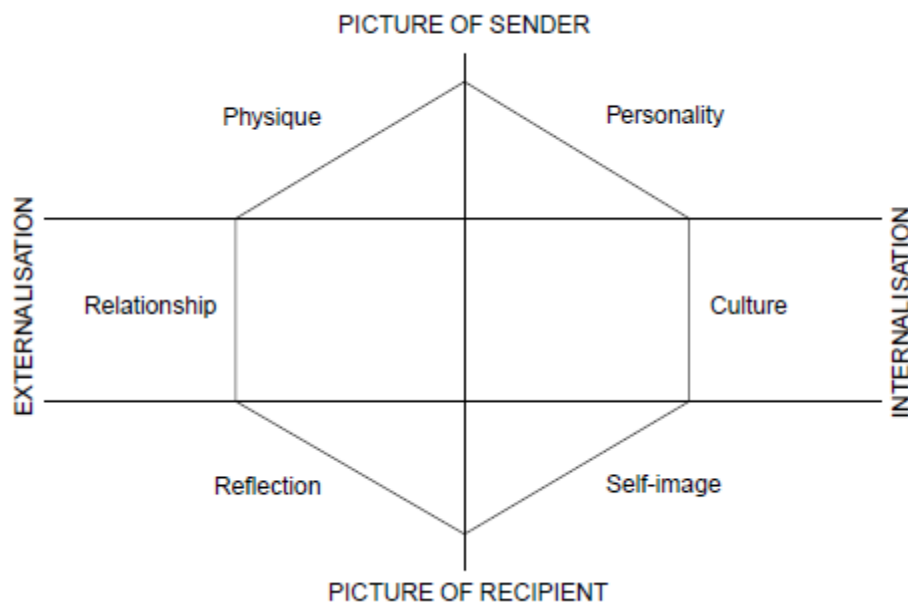 PICTURE OF SENDER
Physique
Personality
EXTERNALISATION
INTERNALISATION
Relationship
Culture
Reflection
Self-image
PICTURE OF RECIPIENT